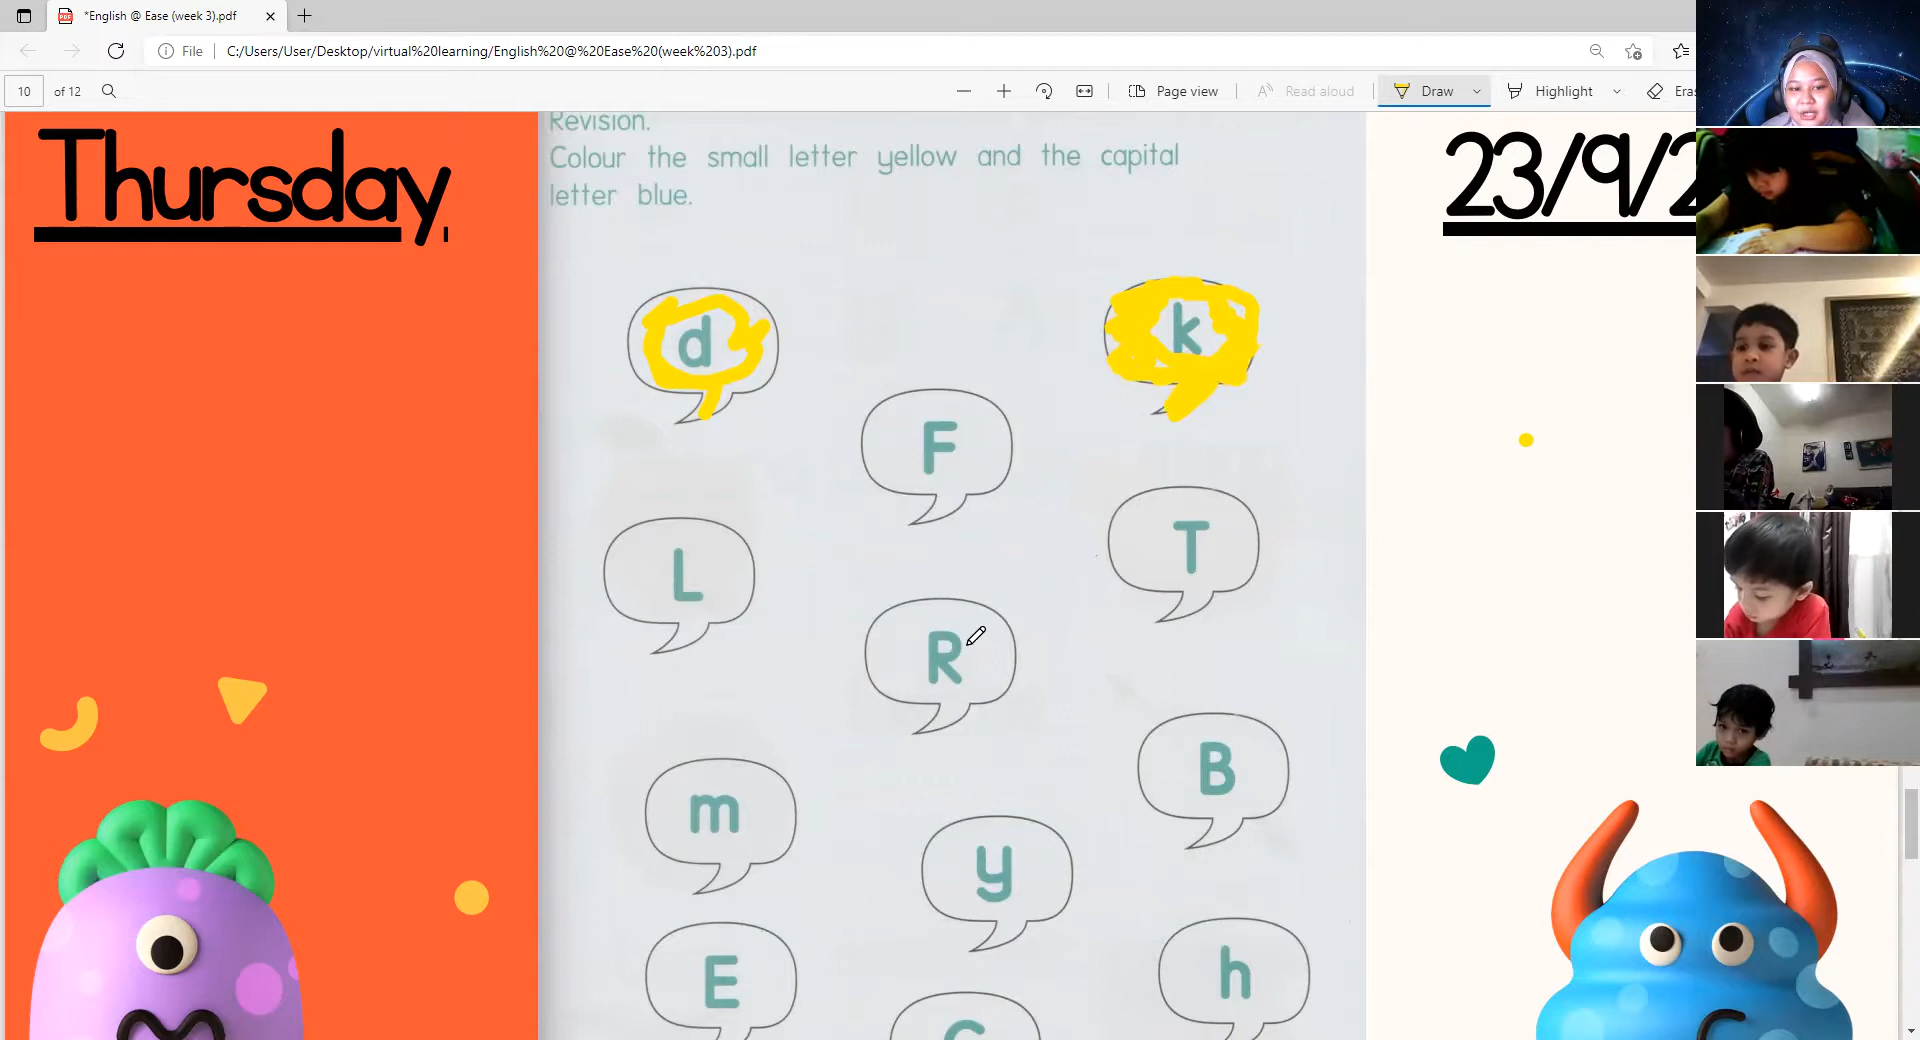 *English @ Ease (week 3).pdf
File
C:/Users/User/Desktop/virtual%20learning/English%20@%20Ease%20(week%203).pdf
10 of 12
Page view
Read aloud
Draw
Highlight
Thursday
23/9/2
Revision.
Colour the small letter yellow and the capital
letter blue.
d
k
F
L
T
R
m
B
y
E
h